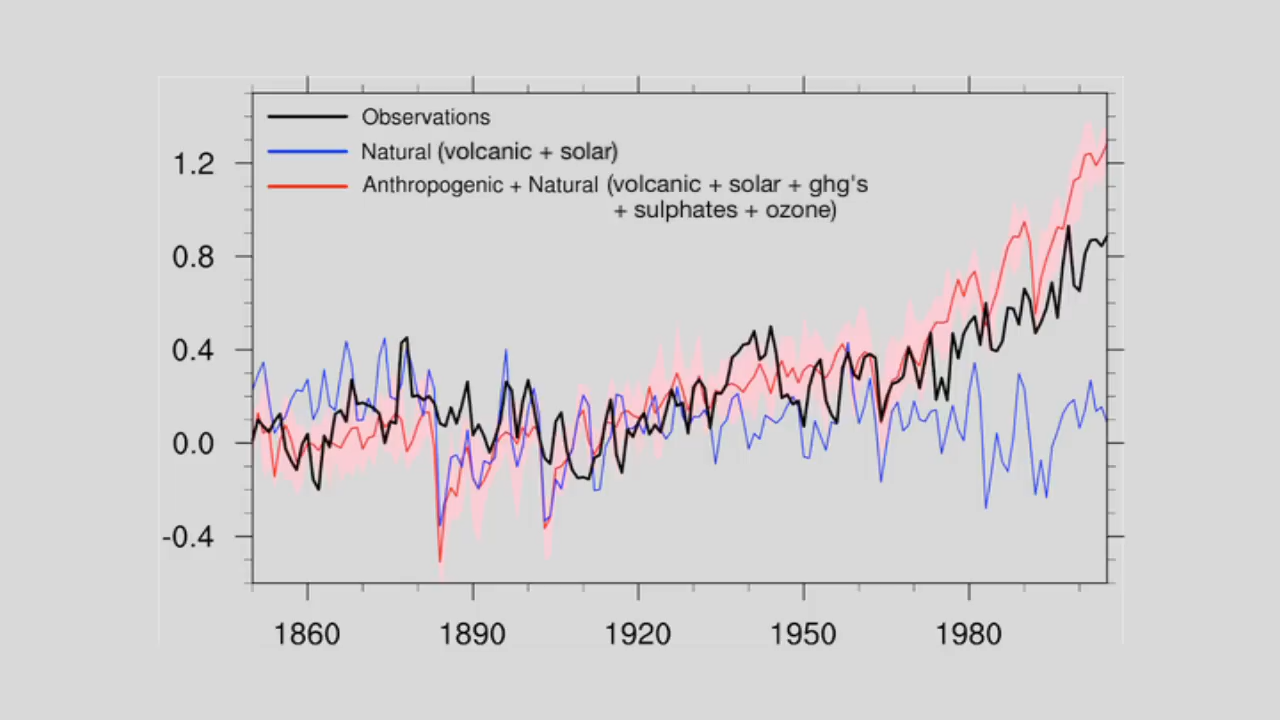 Observations
Natural (volcanic + solar)
Anthropogenic + Natural (volcanic + solar + ghg's
+ sulphates + ozone)
1.2
0.8
0.4
0.0
-0.4
1860 1890 1920 1950 1980